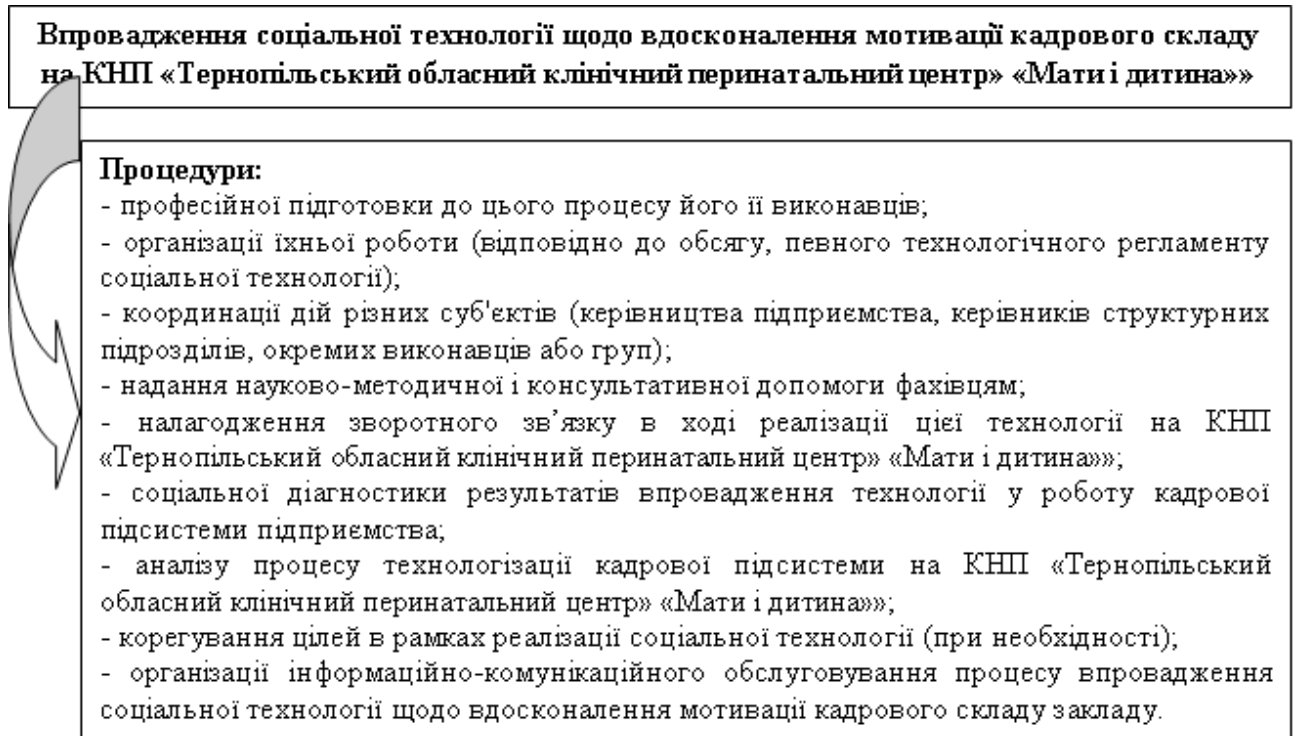 Впровадження соціальної технології щодо вдосконалення мотивації кадрового складу
на КНП «Тернопільський обласний клінічний перинатальний центр» «Мати і дитина»»
Процедури:
- професійної підготовки до цього процесу його її виконавців;
- організації їхньої роботи (відповідно до обсягу, певного технологічного регламенту
соціальної технології);
- координації дій різних суб'єктів (керівництва підприємства, керівників структурних
підрозділів, окремих виконавців або груп);
- надання науково-методичної і консультативної допомоги фахівцям;
- налагодження зворотного зв’язку в ході реалізації цієї технології на КНП
«Тернопільський обласний клінічний перинатальний центр» «Мати і дитина»»;
- соціальної діагностики результатів впровадження технології у роботу кадрової
підсистеми підприємства;
- аналізу процесу технологізації кадрової підсистеми на КНП «Тернопільський
обласний клінічний перинатальний центр» «Мати і дитина»»;
- корегування цілей в рамках реалізації соціальної технології (при необхідності);
- організації інформаційно-комунікаційного обслуговування процесу впровадження
соціальної технології щодо вдосконалення мотивації кадрового складу закладу.